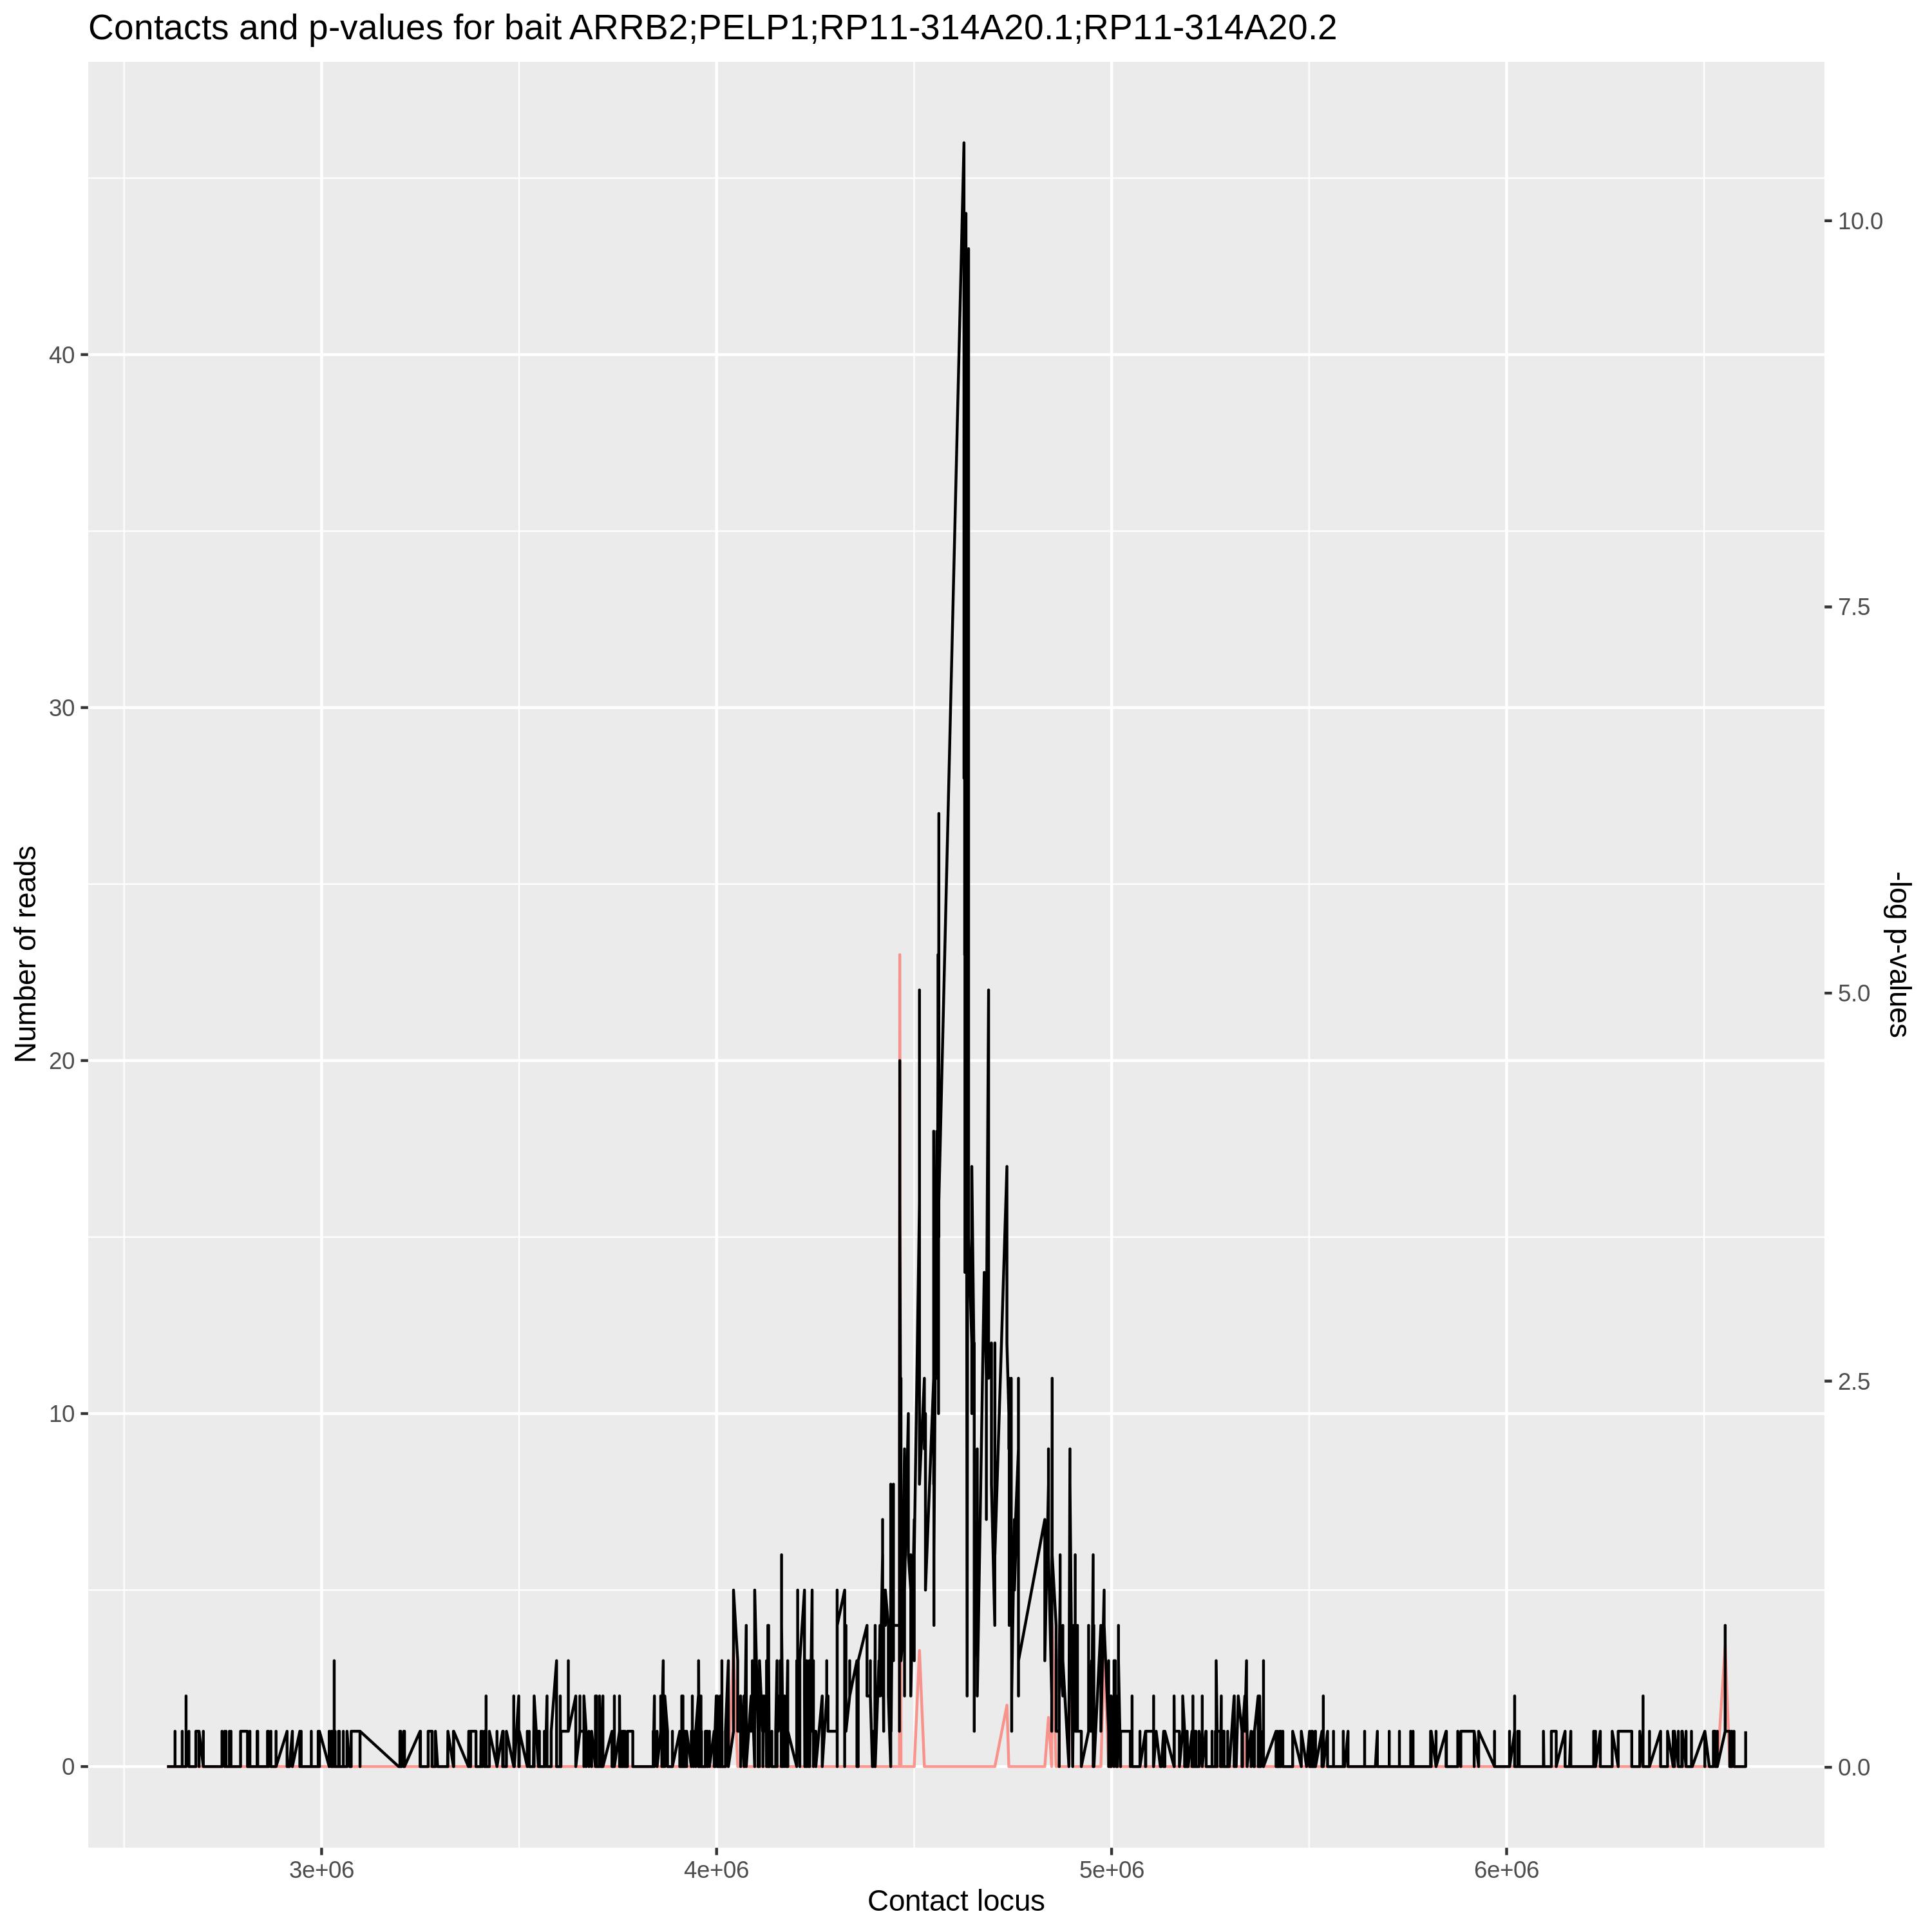 Contacts and p-values for bait ARRB2;PELP1;RP11-314A20.1;RP11-314A20.2
Number of reads
40
30
20
10
0
10.0
7.5
5.0
2.5
0.0
-log p-values
3e+06 4e+06 5e+06 6e+06
Contact locus